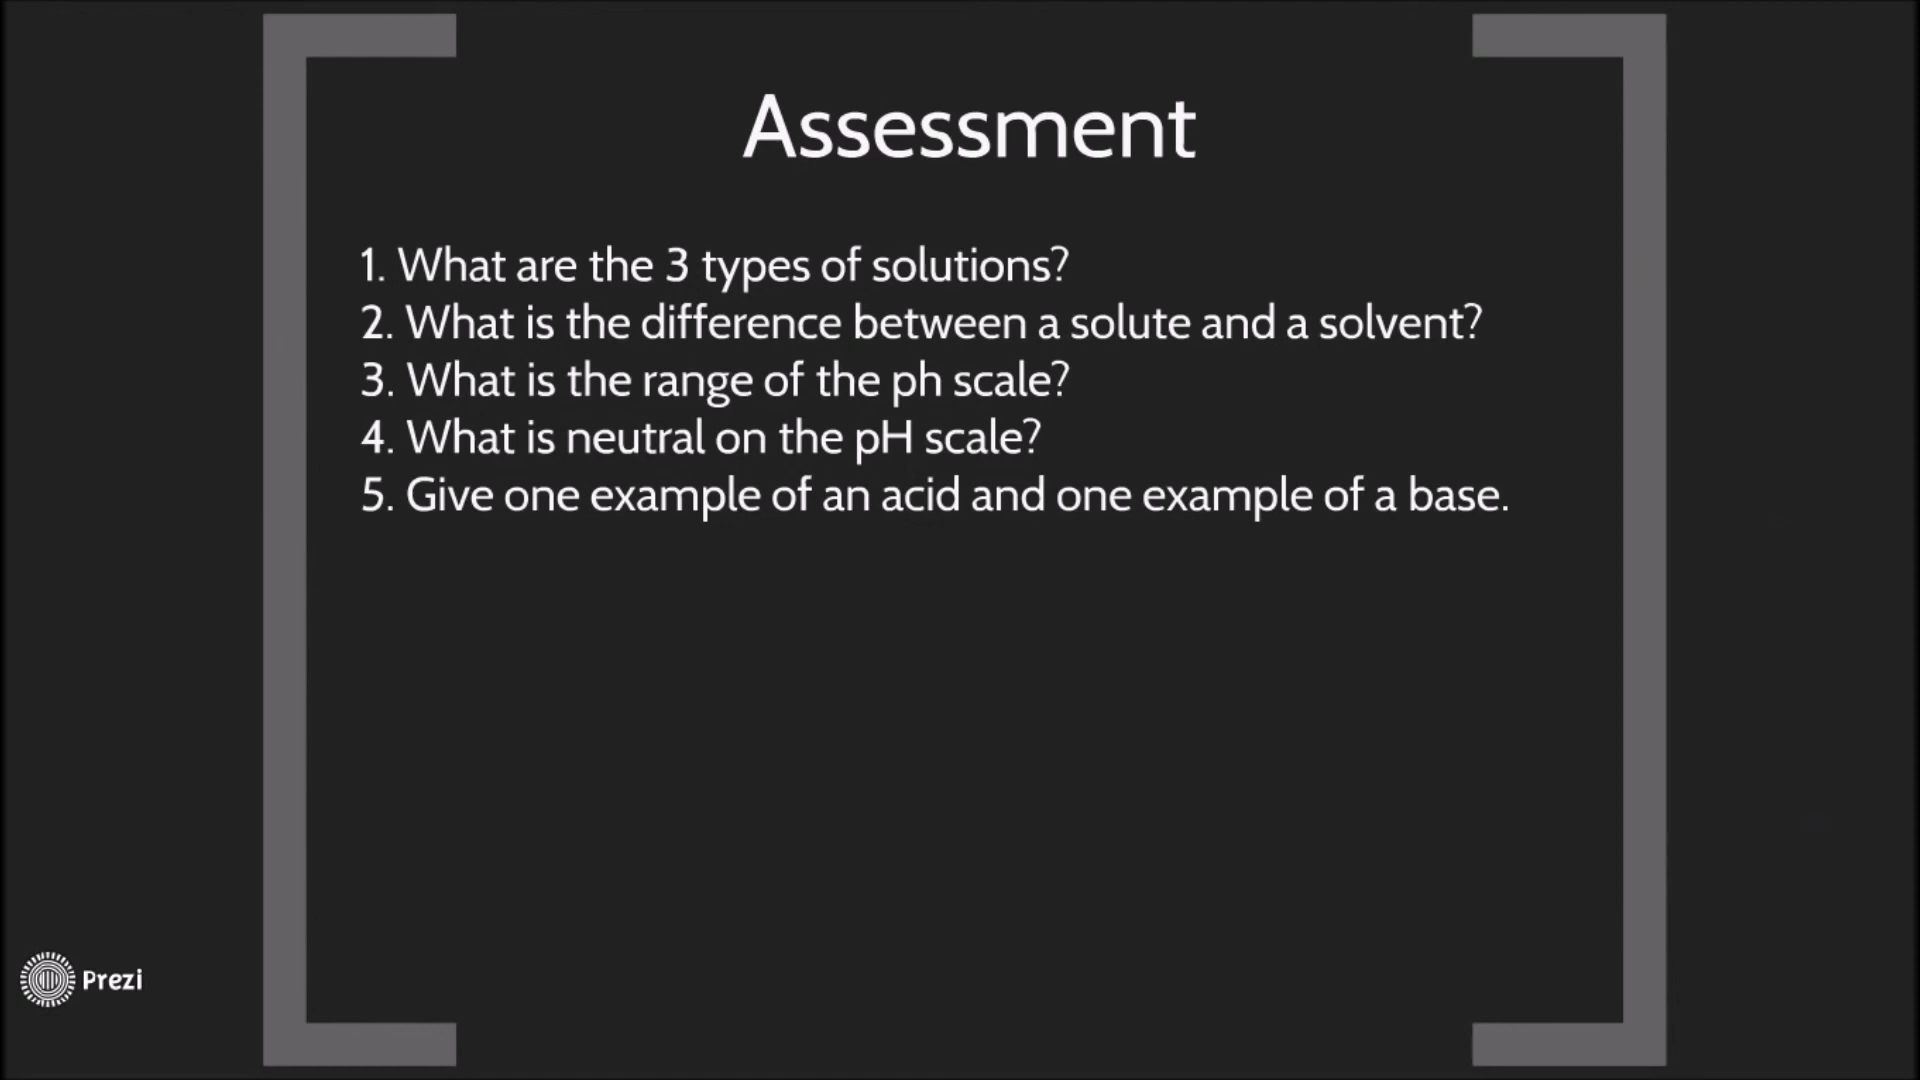 Assessment
1. What are the 3 types of solutions?
2. What is the difference between a solute and a solvent?
3. What is the range of the ph scale?
4. What is neutral on the pH scale?
5. Give one example of an acid and one example of a base.
Prezi